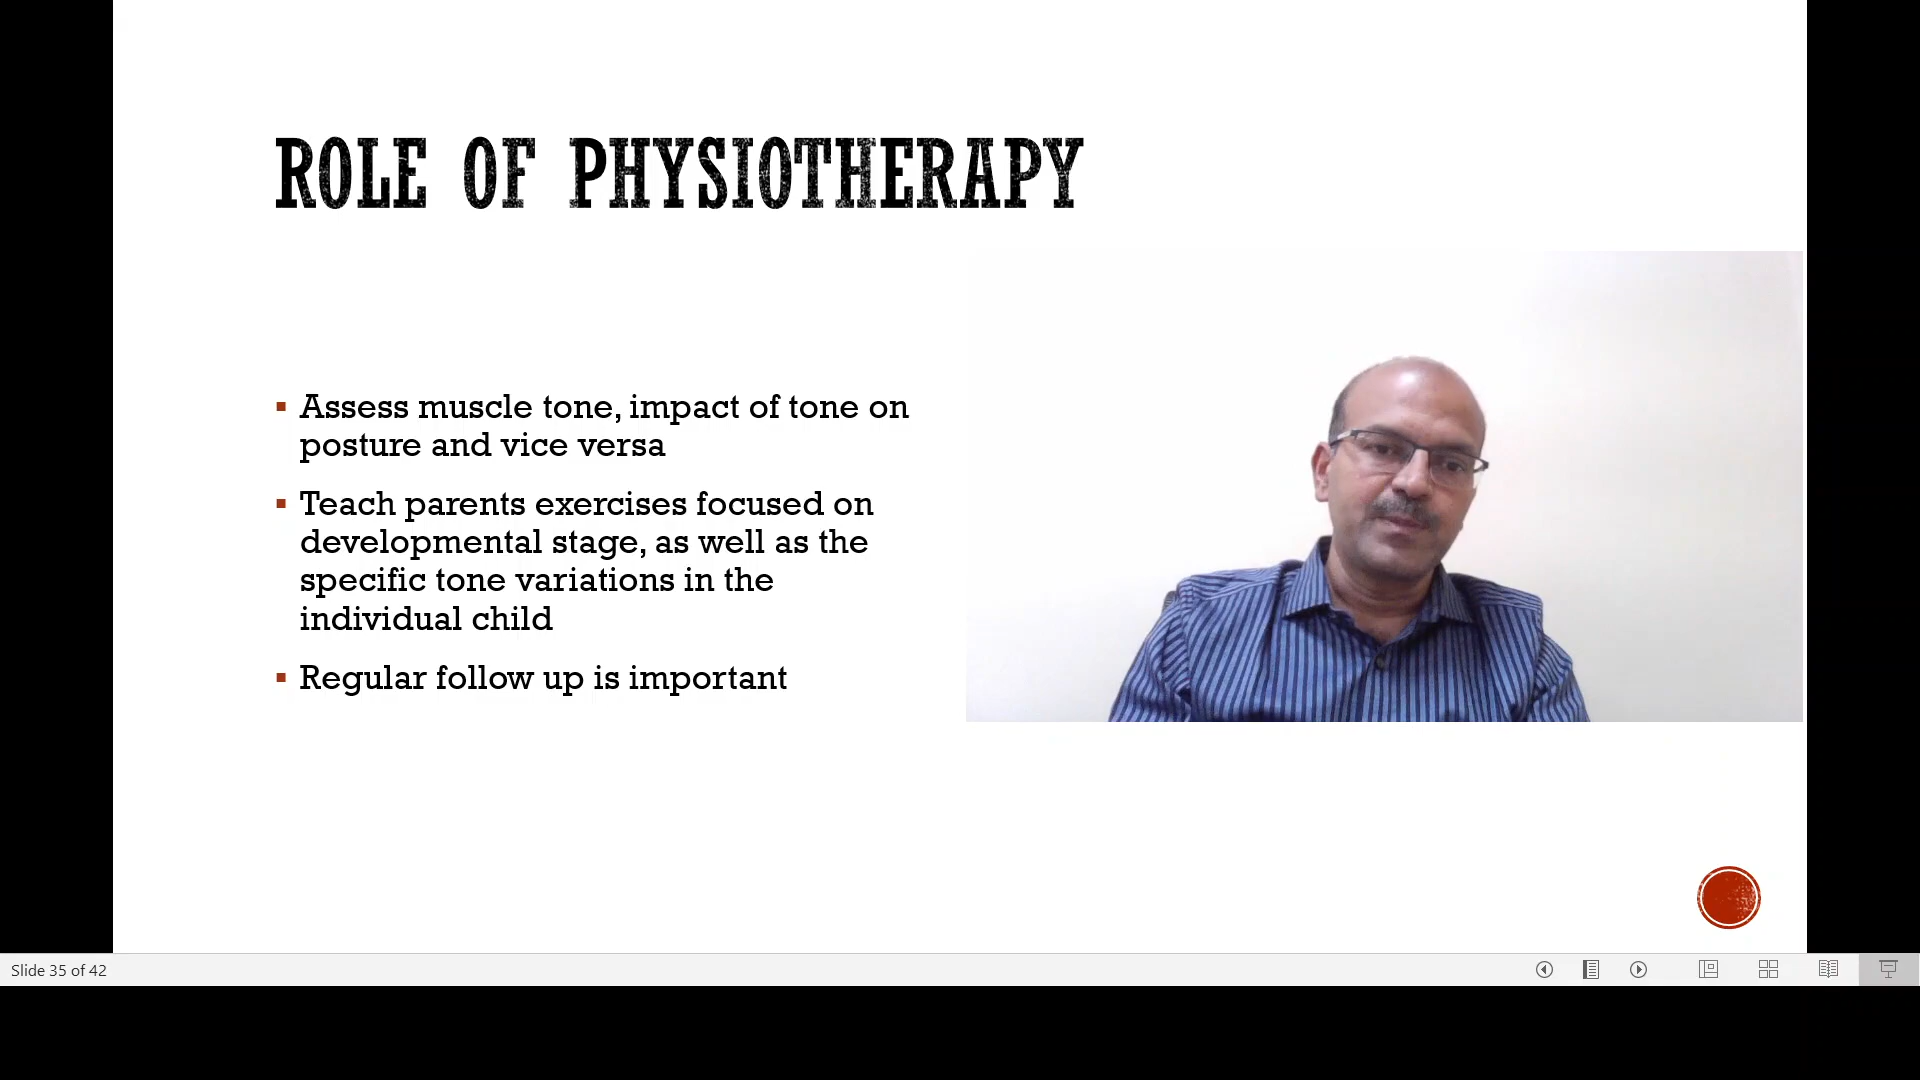 ROLE OF PHYSIOTHERAPY
Assess muscle tone, impact of tone on
posture and vice versa
Teach parents exercises focused on
developmental stage, as well as the
specific tone variations in the
individual child
Regular follow up is important
Slide 35 of 42